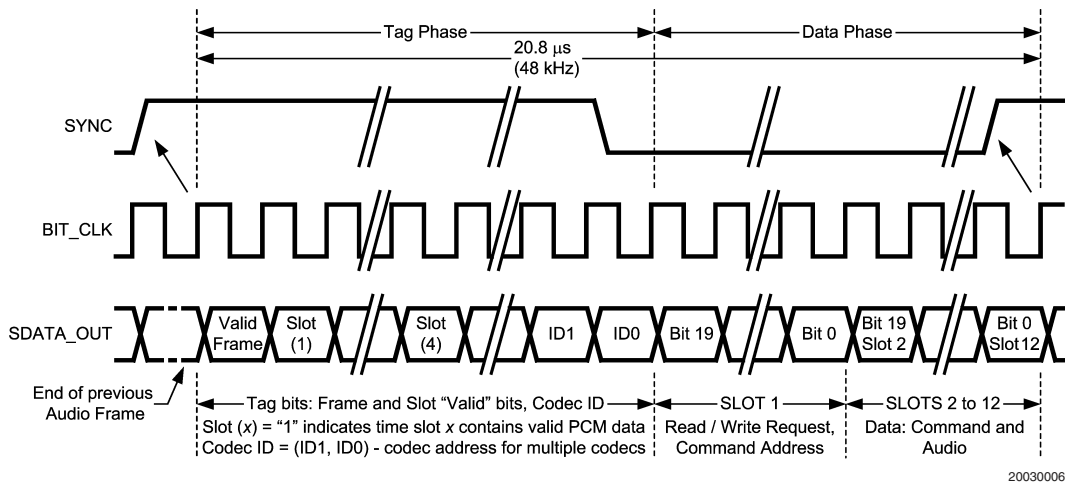 Tag Phase
Data Phase
20.8 μs
(48 kHz)
SYNC
BIT_CLK
SDATA_OUT
Valid
Frame
Slot
(1)
Slot
(4)
ID1
ID0
Bit 19
Bit 0
Bit 19
Slot 2
Bit 0
Slot 12
End of previous
Audio Frame
Tag bits: Frame and Slot “Valid” bits, Codec ID
Slot (x) = “1” indicates time slot x contains valid PCM data
Codec ID = (ID1, ID0) - codec address for multiple codecs
SLOT 1
Read / Write Request,
Command Address
SLOTS 2 to 12
Data: Command and
Audio
20030006